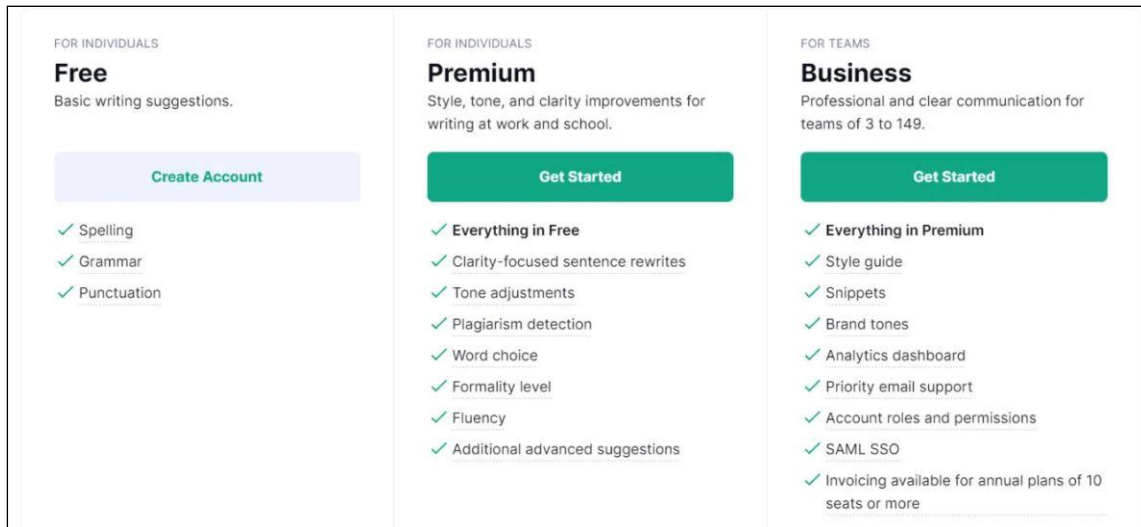 FOR INDIVIDUALS
Free
Basic writing suggestions.
Create Account
Spelling
Grammar
Punctuation
FOR INDIVIDUALS
Premium
Style, tone, and clarity improvements for
writing at work and school.
Get Started
Everything in Free
Clarity-focused sentence rewrites
Tone adjustments
Plagiarism detection
Word choice
Formality level
Fluency
Additional advanced suggestions
FOR TEAMS
Business
Professional and clear communication for
teams of 3 to 149.
Get Started
Everything in Premium
Style guide
Snippets
Brand tones
Analytics dashboard
Priority email support
Account roles and permissions
SAML SSO
Invoicing available for annual plans of 10
seats or more